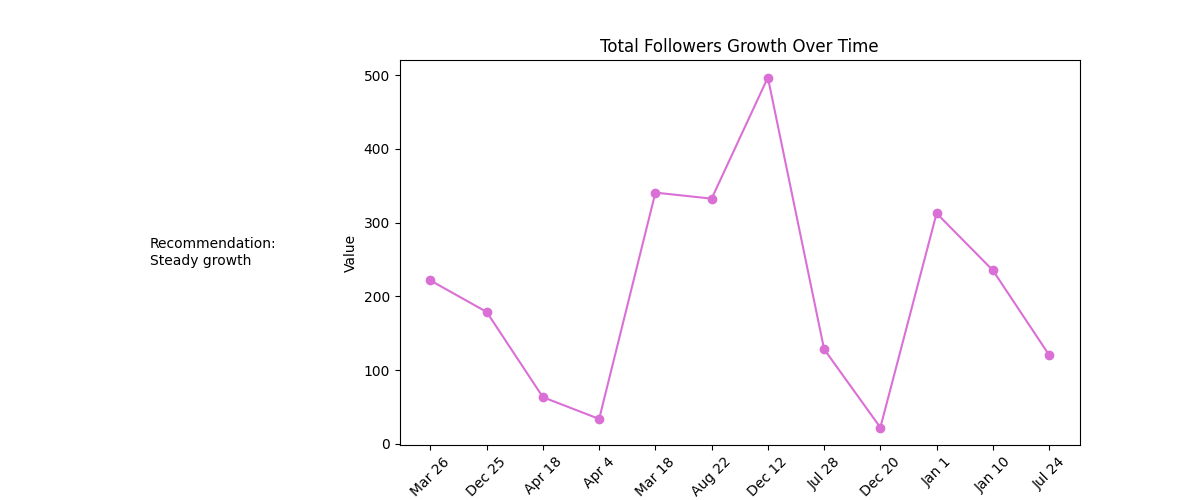 Total Followers Growth Over Time
Recommendation:
Steady growth
Value
500
400
300
200
100
0
Mar 26
Dec 25
Apr 18
Apr 4
Mar 18
Aug 22
Dec 12
Jul 28
Dec 20
Jan 1
Jan 10
Jul 24